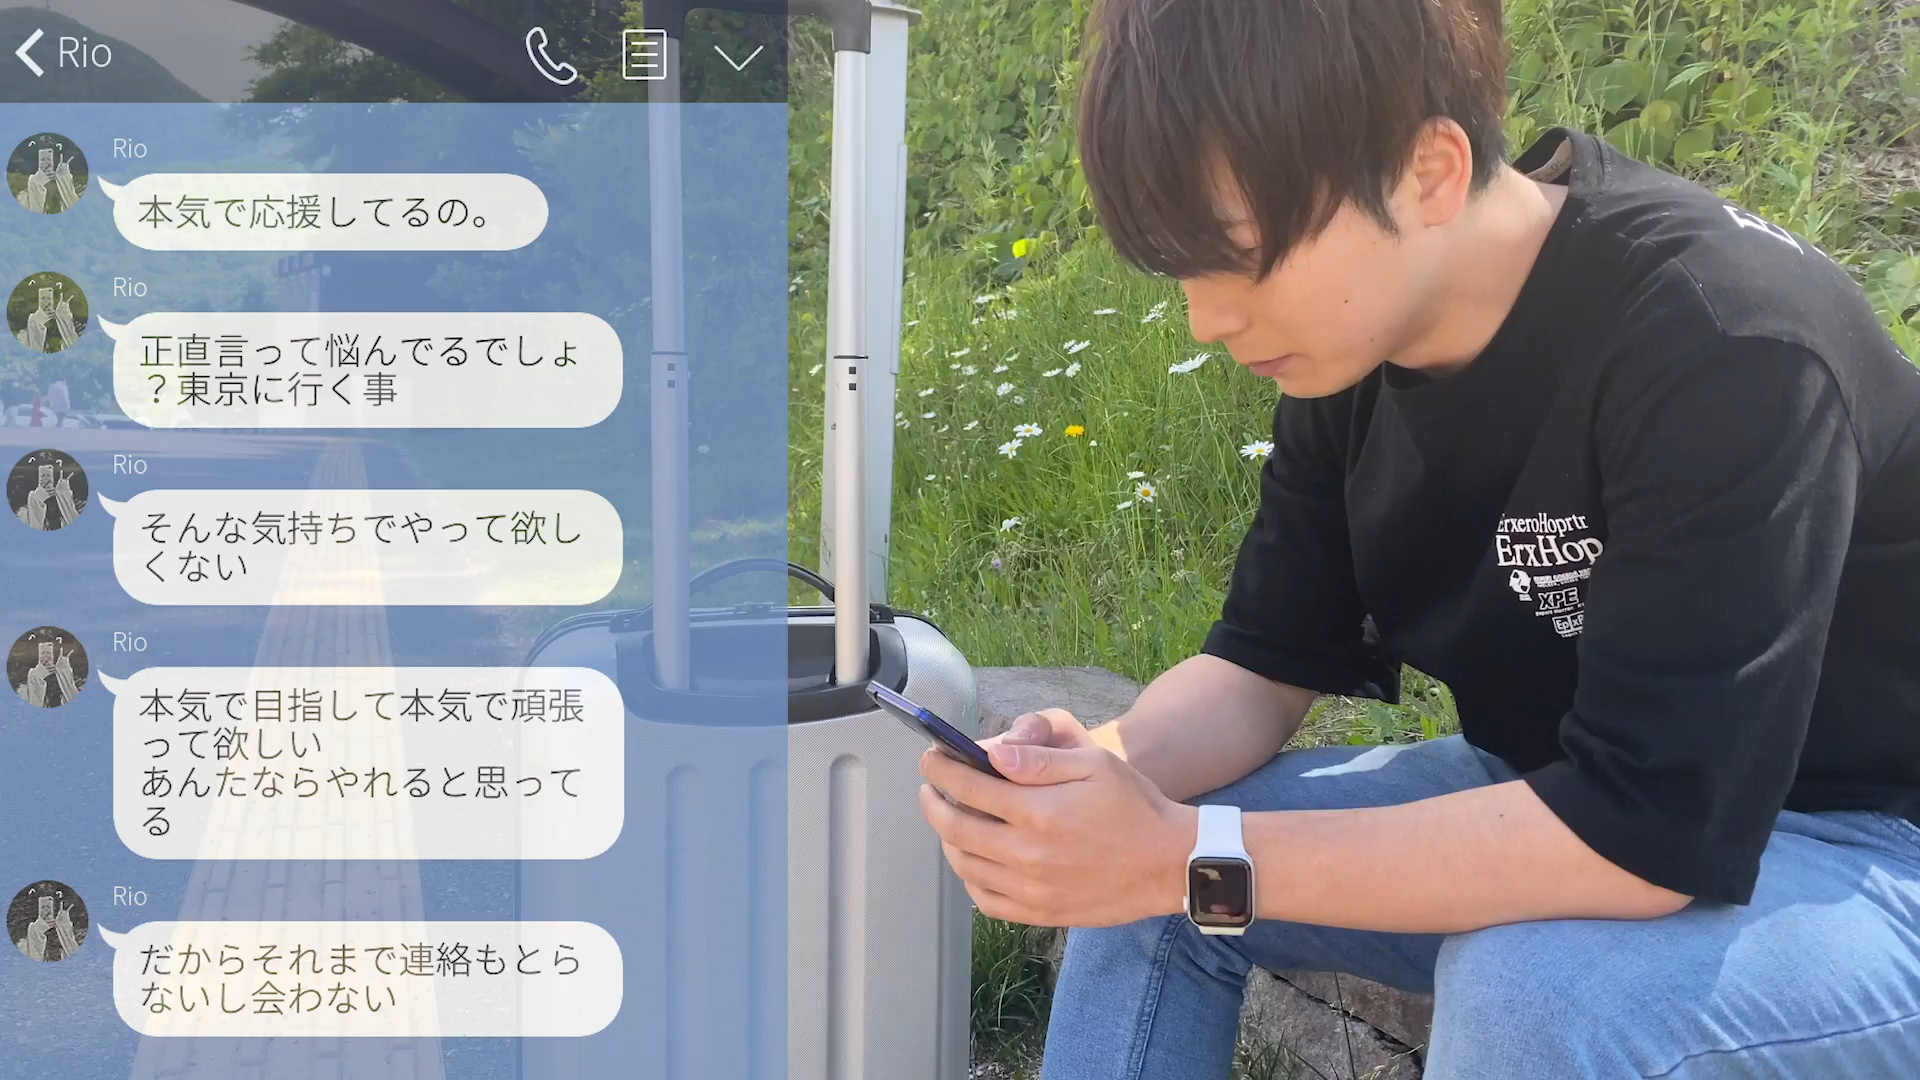 Rio
Rio
本気で応援してるの。
Rio
正直言って悩んでるでしょ
？東京に行く事
Rio
そんな気持ちでやって欲し
くない
Rio
本気で目指して本気で頑張
って欲しい
あんたならやれると思って
る
Rio
だからそれまで連絡もとら
ないし会わない
ErxeroHoprtr
ErxHop
XPE